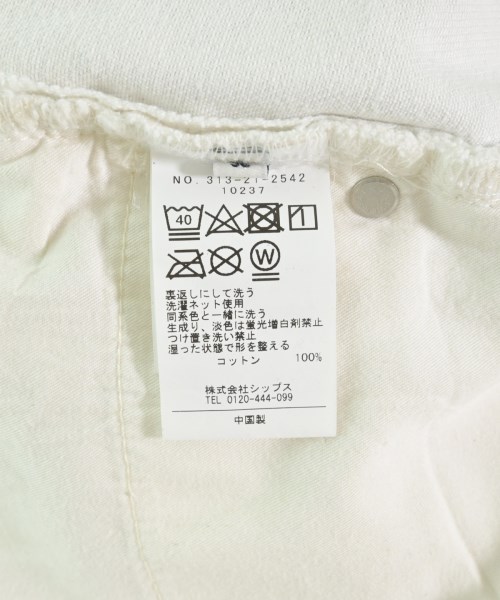 NO. 313-21-2542
10237
40
W
裏返しにして洗う
洗濯ネット使用
同系色と一緒に洗う
生成り、淡色は蛍光増白剤禁止
つけ置き洗い禁止
湿った状態で形を整える
コットン 100%
株式会社シップス
TEL 0120-444-099
中国製